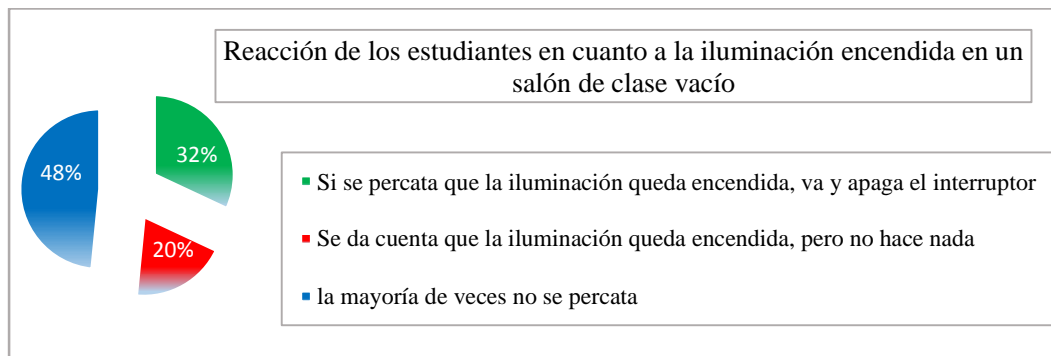 Reacción de los estudiantes en cuanto a la iluminación encendida en un
salón de clase vacío
48%
32%
20%
Si se percata que la iluminación queda encendida, va y apaga el interruptor
Se da cuenta que la iluminación queda encendida, pero no hace nada
la mayoría de veces no se percata